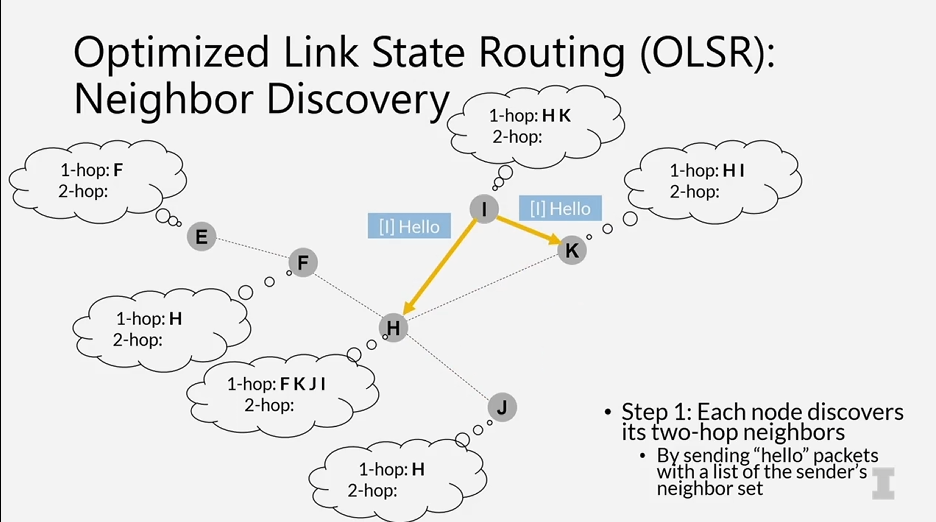 Optimized Link State Routing (OLSR):
Neighbor Discovery
1-hop: H K
2-hop:
1-hop: F
2-hop:
1-hop: H I
2-hop:
[I] Hello
[I] Hello
I
E
K
F
1-hop: H
2-hop:
H
1-hop: F K J I
2-hop:
J
1-hop: H
2-hop:
• Step 1: Each node discovers
its two-hop neighbors
• By sending “hello” packets
with a list of the sender’s
neighbor set
I